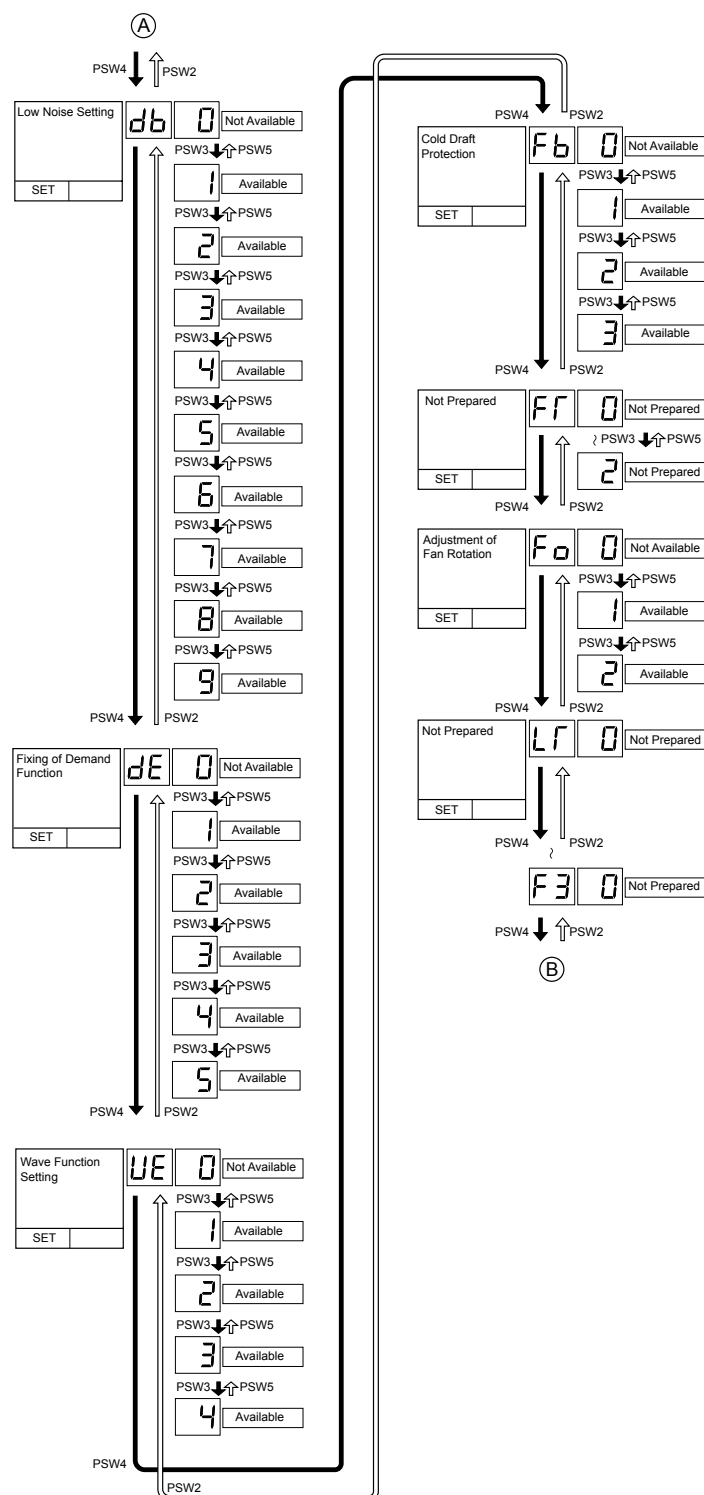 A
PSW4 PSW2
Low Noise Setting
SET
db 0 Not Available
PSW3 PSW5
1 Available
PSW3 PSW5
2 Available
PSW3 PSW5
3 Available
PSW3 PSW5
4 Available
PSW3 PSW5
5 Available
PSW3 PSW5
6 Available
PSW3 PSW5
7 Available
PSW3 PSW5
8 Available
PSW3 PSW5
9 Available
PSW4 PSW2
Fixing of Demand
Function
SET
dE 0 Not Available
PSW3 PSW5
1 Available
PSW3 PSW5
2 Available
PSW3 PSW5
3 Available
PSW3 PSW5
4 Available
PSW3 PSW5
5 Available
PSW4 PSW2
Wave Function
Setting
SET
UE 0 Not Available
PSW3 PSW5
1 Available
PSW3 PSW5
2 Available
PSW3 PSW5
3 Available
PSW3 PSW5
4 Available
PSW4
PSW2
PSW4 PSW2
Cold Draft
Protection
SET
Fb 0 Not Available
PSW3 PSW5
1 Available
PSW3 PSW5
2 Available
PSW3 PSW5
3 Available
PSW4 PSW2
Not Prepared
SET
FΓ 0 Not Prepared
~ PSW3 PSW5
2 Not Prepared
PSW4 PSW2
Adjustment of
Fan Rotation
SET
Fo 0 Not Available
PSW3 PSW5
1 Available
PSW3 PSW5
2 Available
PSW4 PSW2
Not Prepared
SET
LΓ 0 Not Prepared
PSW4 PSW2
~
F3 0 Not Prepared
PSW4 PSW2
B